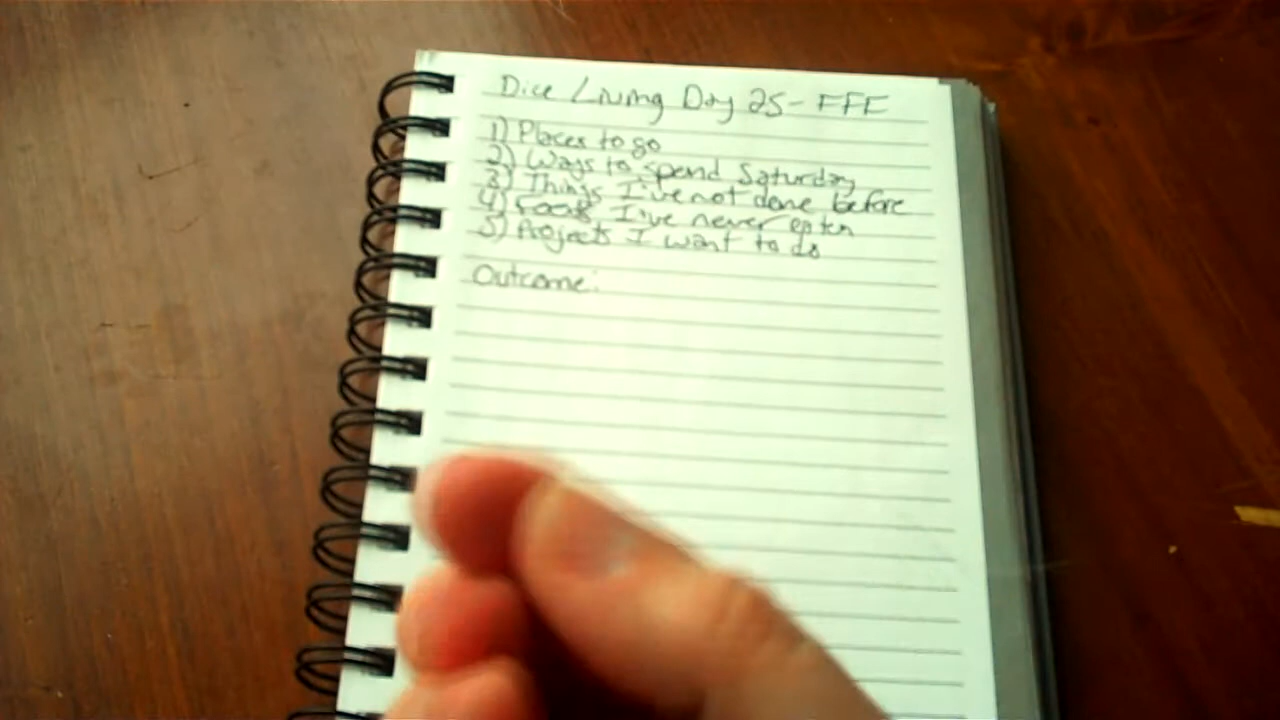 Dice Living Day 25 - FFF
1) Places to go
2) Ways to spend Saturday
3) Things I've not done before
4) Foods I've never eaten
5) Projects I want to do
Outcome: